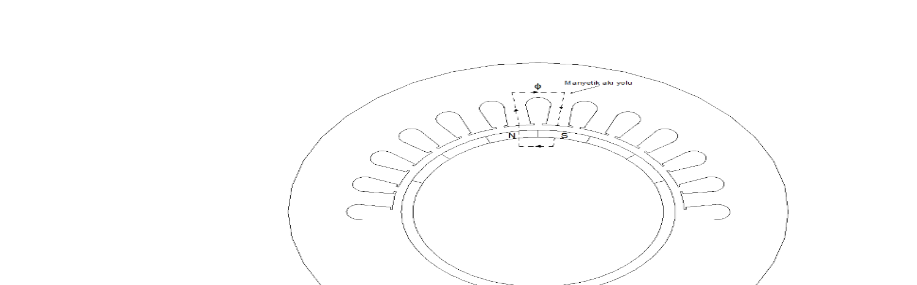 ϕ
Manyetik akı yolu
N S